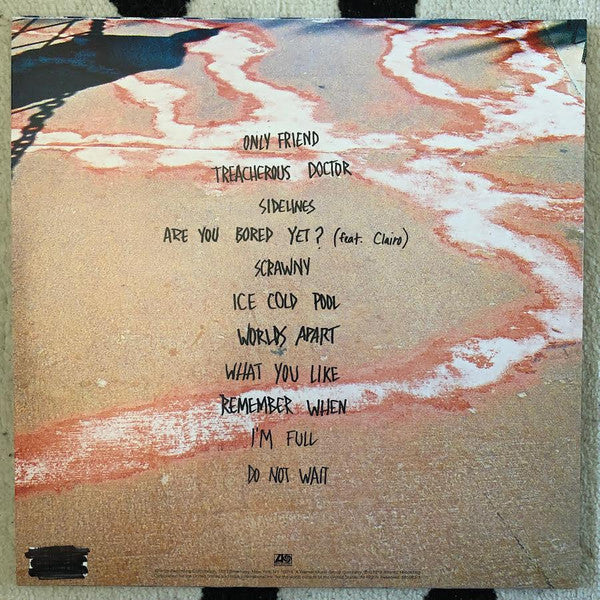 ONLY FRIEND
TREACHEROUS DOCTOR
SIDELINES
ARE YOU BORED YET? (feat. Clairo)
SCRAWNY
ICE COLD POOL
WORLDS APART
WHAT YOU LIKE
REMEMBER WHEN
I'M FULL
DO NOT WAIT